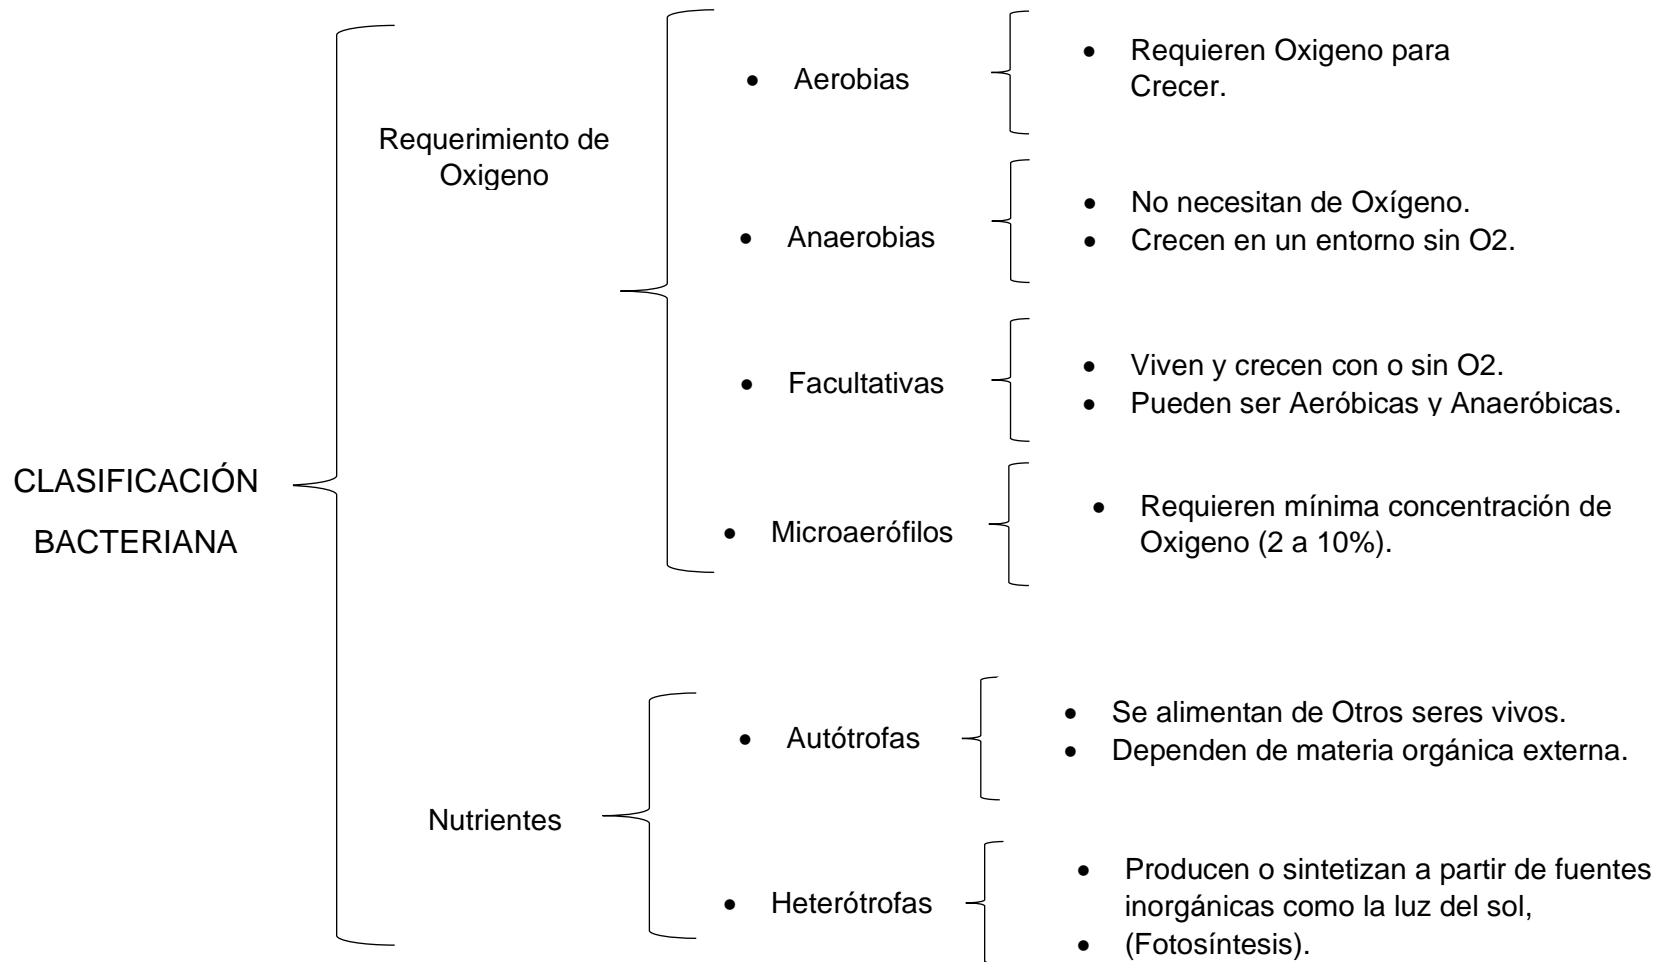 CLASIFICACIÓN
BACTERIANA
Requerimiento de
Oxigeno
• Aerobias
• Requieren Oxigeno para
Crecer.
• Anaerobias
• No necesitan de Oxígeno.
• Crecen en un entorno sin O2.
• Facultativas
• Viven y crecen con o sin O2.
• Pueden ser Aeróbicas y Anaeróbicas.
• Microaerófilos
• Requieren mínima concentración de
Oxigeno (2 a 10%).
Nutrientes
• Autótrofas
• Se alimentan de Otros seres vivos.
• Dependen de materia orgánica externa.
• Heterótrofas
• Producen o sintetizan a partir de fuentes
inorgánicas como la luz del sol,
• (Fotosíntesis).